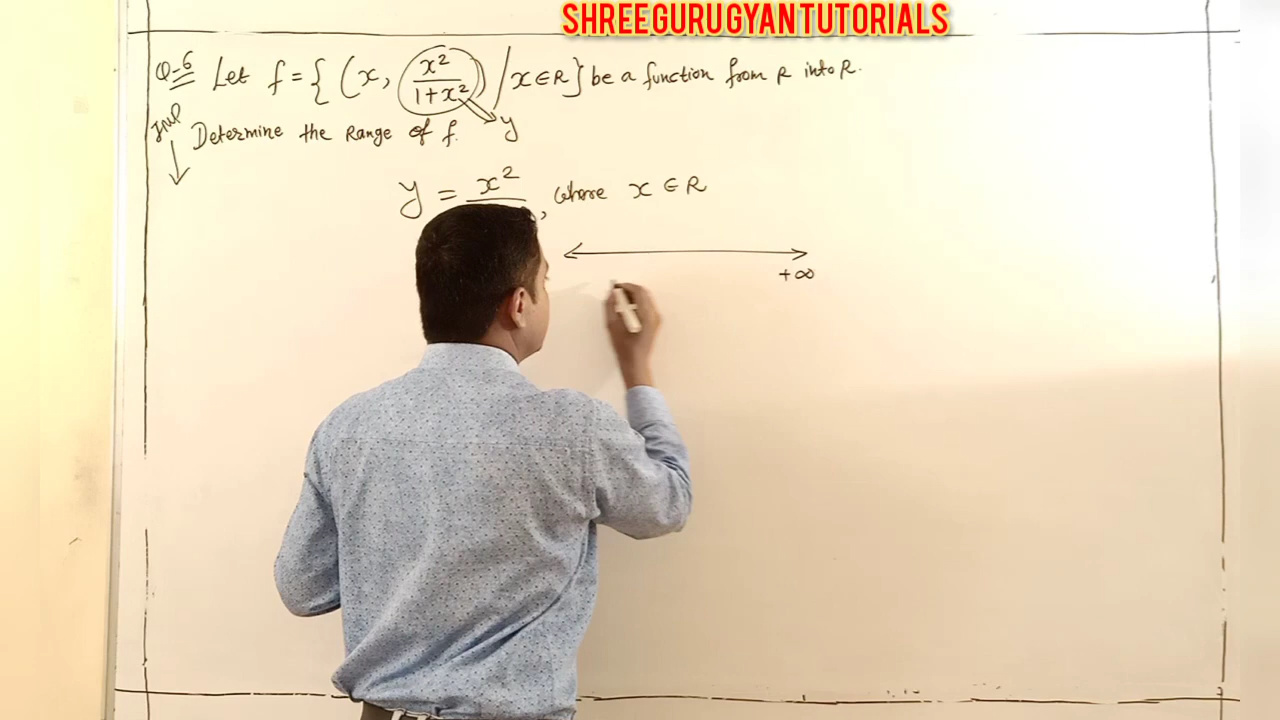 SHREE GURU GYAN TUTORIALS
Q-6 Let f = { (x, x²/1+x²) / x ∈ R } be a function from R into R.
Imp Determine the Range of f. y
y = x²/ , where x ∈ R
+∞